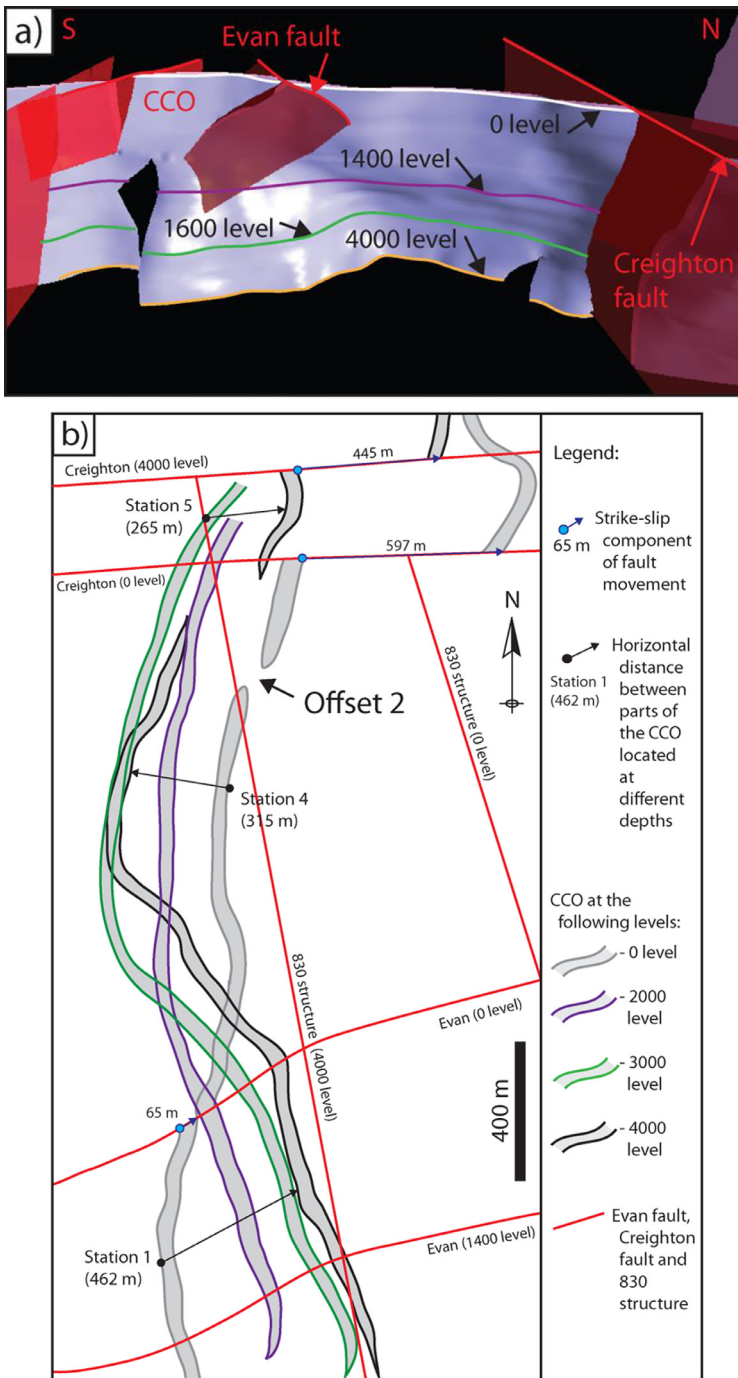 a)
S
Evan fault
N
CCO
0 level
1400 level
1600 level
4000 level
Creighton
fault
b)
Creighton (4000 level)
445 m
Station 5
(265 m)
597 m
Creighton (0 level)
N
Offset 2
830 structure (0 level)
Station 4
(315 m)
830 structure (4000 level)
Evan (0 level)
65 m
400 m
Station 1
(462 m)
Evan (1400 level)
Legend:
65 m
Strike-slip
component
of fault
movement
Station 1
(462 m)
Horizontal
distance
between
parts of
the CCO
located
at
different
depths
CCO at the
following levels:
- 0 level
- 2000
level
- 3000
level
- 4000
level
Evan fault,
Creighton
fault and
830
structure